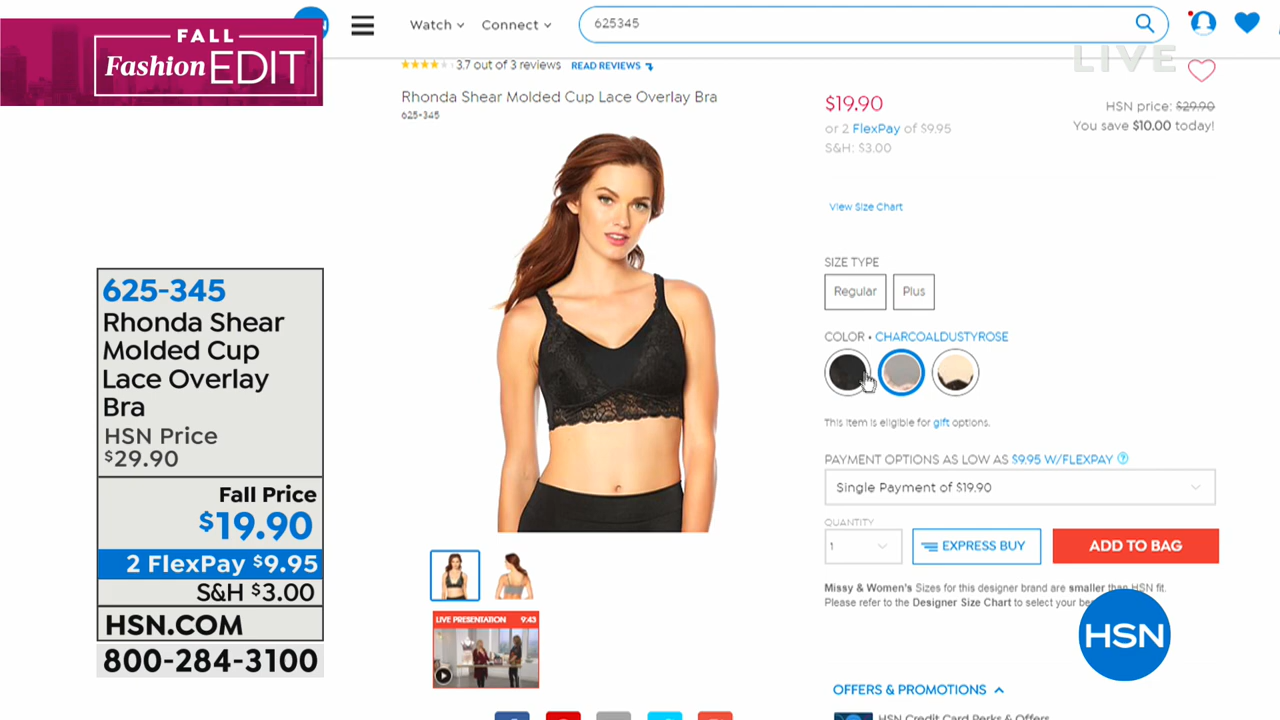 FALL
Fashion EDIT
Watch
Connect
625345
LIVE
3.7 out of 3 reviews READ REVIEWS
Rhonda Shear Molded Cup Lace Overlay Bra
625-345
$19.90
HSN price: $29.90
or 2 FlexPay of $9.95
You save $10.00 today!
S&H: $3.00
View Size Chart
SIZE TYPE
Regular
Plus
COLOR • CHARCOALDUSTYROSE
This item is eligible for gift options.
PAYMENT OPTIONS AS LOW AS $9.95 W/FLEXPAY ?
Single Payment of $19.90
QUANTITY
1
EXPRESS BUY
ADD TO BAG
Missy & Women's Sizes for this designer brand are smaller than HSN fit.
Please refer to the Designer Size Chart to select your
HSN
OFFERS & PROMOTIONS
HSN Credit Card Perks & Offers
LIVE PRESENTATION 9:43
625-345
Rhonda Shear
Molded Cup
Lace Overlay
Bra
HSN Price
$29.90
Fall Price
$19.90
2 FlexPay $9.95
S&H $3.00
HSN.COM
800-284-3100